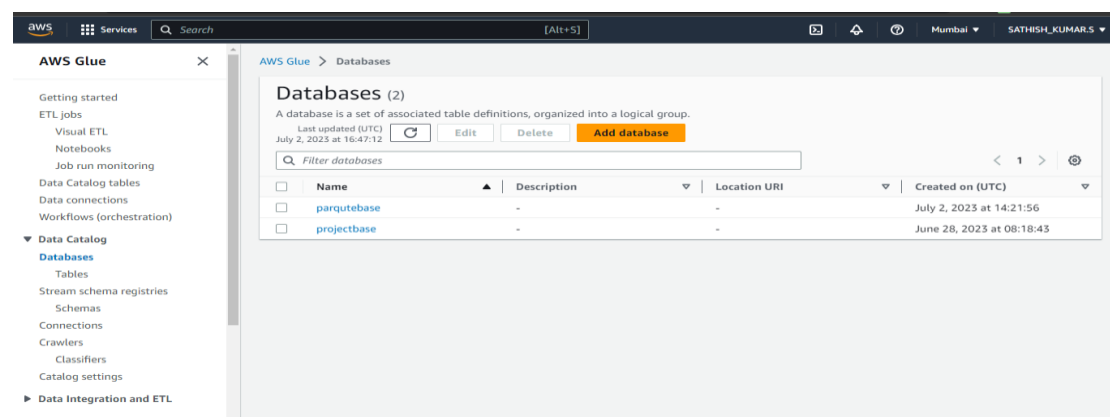 aws Services Search [Alt+S] Mumbai ▼ SATHISH_KUMAR.S ▼
AWS Glue
Getting started
ETL jobs
Visual ETL
Notebooks
Job run monitoring
Data Catalog tables
Data connections
Workflows (orchestration)
Data Catalog
Databases
Tables
Stream schema registries
Schemas
Connections
Crawlers
Classifiers
Catalog settings
Data Integration and ETL
AWS Glue > Databases
Databases (2)
A database is a set of associated table definitions, organized into a logical group.
Last updated (UTC)
July 2, 2023 at 16:47:12
Edit Delete Add database
Filter databases
< 1 >
Name Description Location URI Created on (UTC)
parqutebase - - July 2, 2023 at 14:21:56
projectbase - - June 28, 2023 at 08:18:43